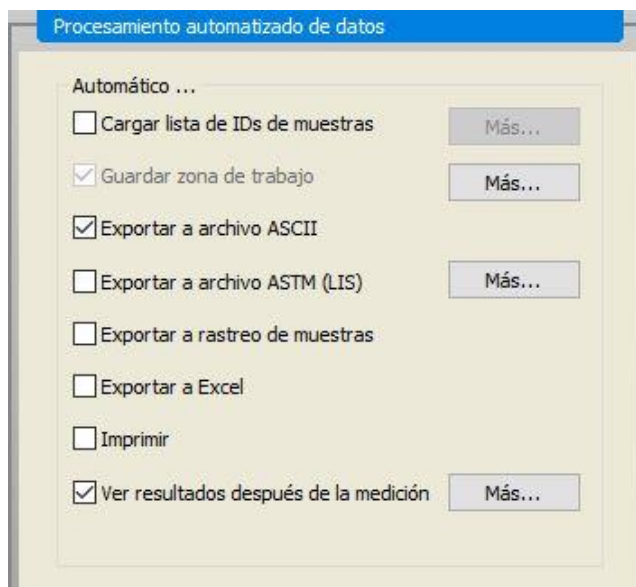 Procesamiento automatizado de datos
Automático ...
Cargar lista de IDs de muestras Más...
Guardar zona de trabajo Más...
Exportar a archivo ASCII
Exportar a archivo ASTM (LIS) Más...
Exportar a rastreo de muestras
Exportar a Excel
Imprimir
Ver resultados después de la medición Más...